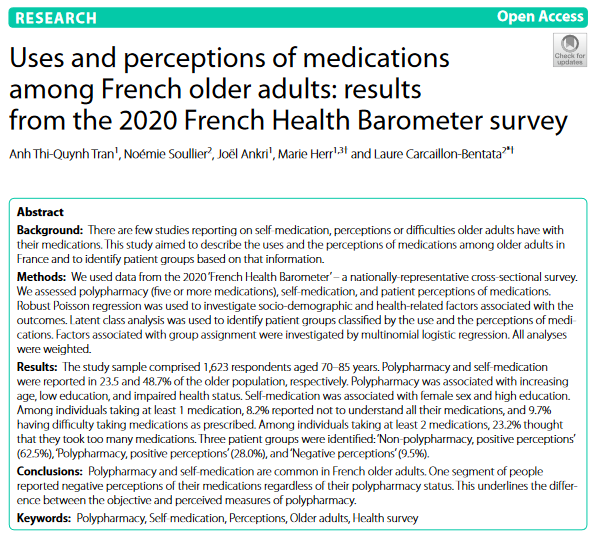 RESEARCH
Open Access
Check for
updates
Uses and perceptions of medications
among French older adults: results
from the 2020 French Health Barometer survey
Anh Thi-Quynh Tran1, Noémie Soullier2, Joël Ankri1, Marie Herr1,3† and Laure Carcaillon-Bentata2*†
Abstract
Background: There are few studies reporting on self-medication, perceptions or difficulties older adults have with
their medications. This study aimed to describe the uses and the perceptions of medications among older adults in
France and to identify patient groups based on that information.
Methods: We used data from the 2020 ‘French Health Barometer’ – a nationally-representative cross-sectional survey.
We assessed polypharmacy (five or more medications), self-medication, and patient perceptions of medications.
Robust Poisson regression was used to investigate socio-demographic and health-related factors associated with the
outcomes. Latent class analysis was used to identify patient groups classified by the use and the perceptions of medi-
cations. Factors associated with group assignment were investigated by multinomial logistic regression. All analyses
were weighted.
Results: The study sample comprised 1,623 respondents aged 70–85 years. Polypharmacy and self-medication
were reported in 23.5 and 48.7% of the older population, respectively. Polypharmacy was associated with increasing
age, low education, and impaired health status. Self-medication was associated with female sex and high education.
Among individuals taking at least 1 medication, 8.2% reported not to understand all their medications, and 9.7%
having difficulty taking medications as prescribed. Among individuals taking at least 2 medications, 23.2% thought
that they took too many medications. Three patient groups were identified: ‘Non-polypharmacy, positive perceptions’
(62.5%), ‘Polypharmacy, positive perceptions’ (28.0%), and ‘Negative perceptions’ (9.5%).
Conclusions: Polypharmacy and self-medication are common in French older adults. One segment of people
reported negative perceptions of their medications regardless of their polypharmacy status. This underlines the differ-
ence between the objective and perceived measures of polypharmacy.
Keywords: Polypharmacy, Self-medication, Perceptions, Older adults, Health survey